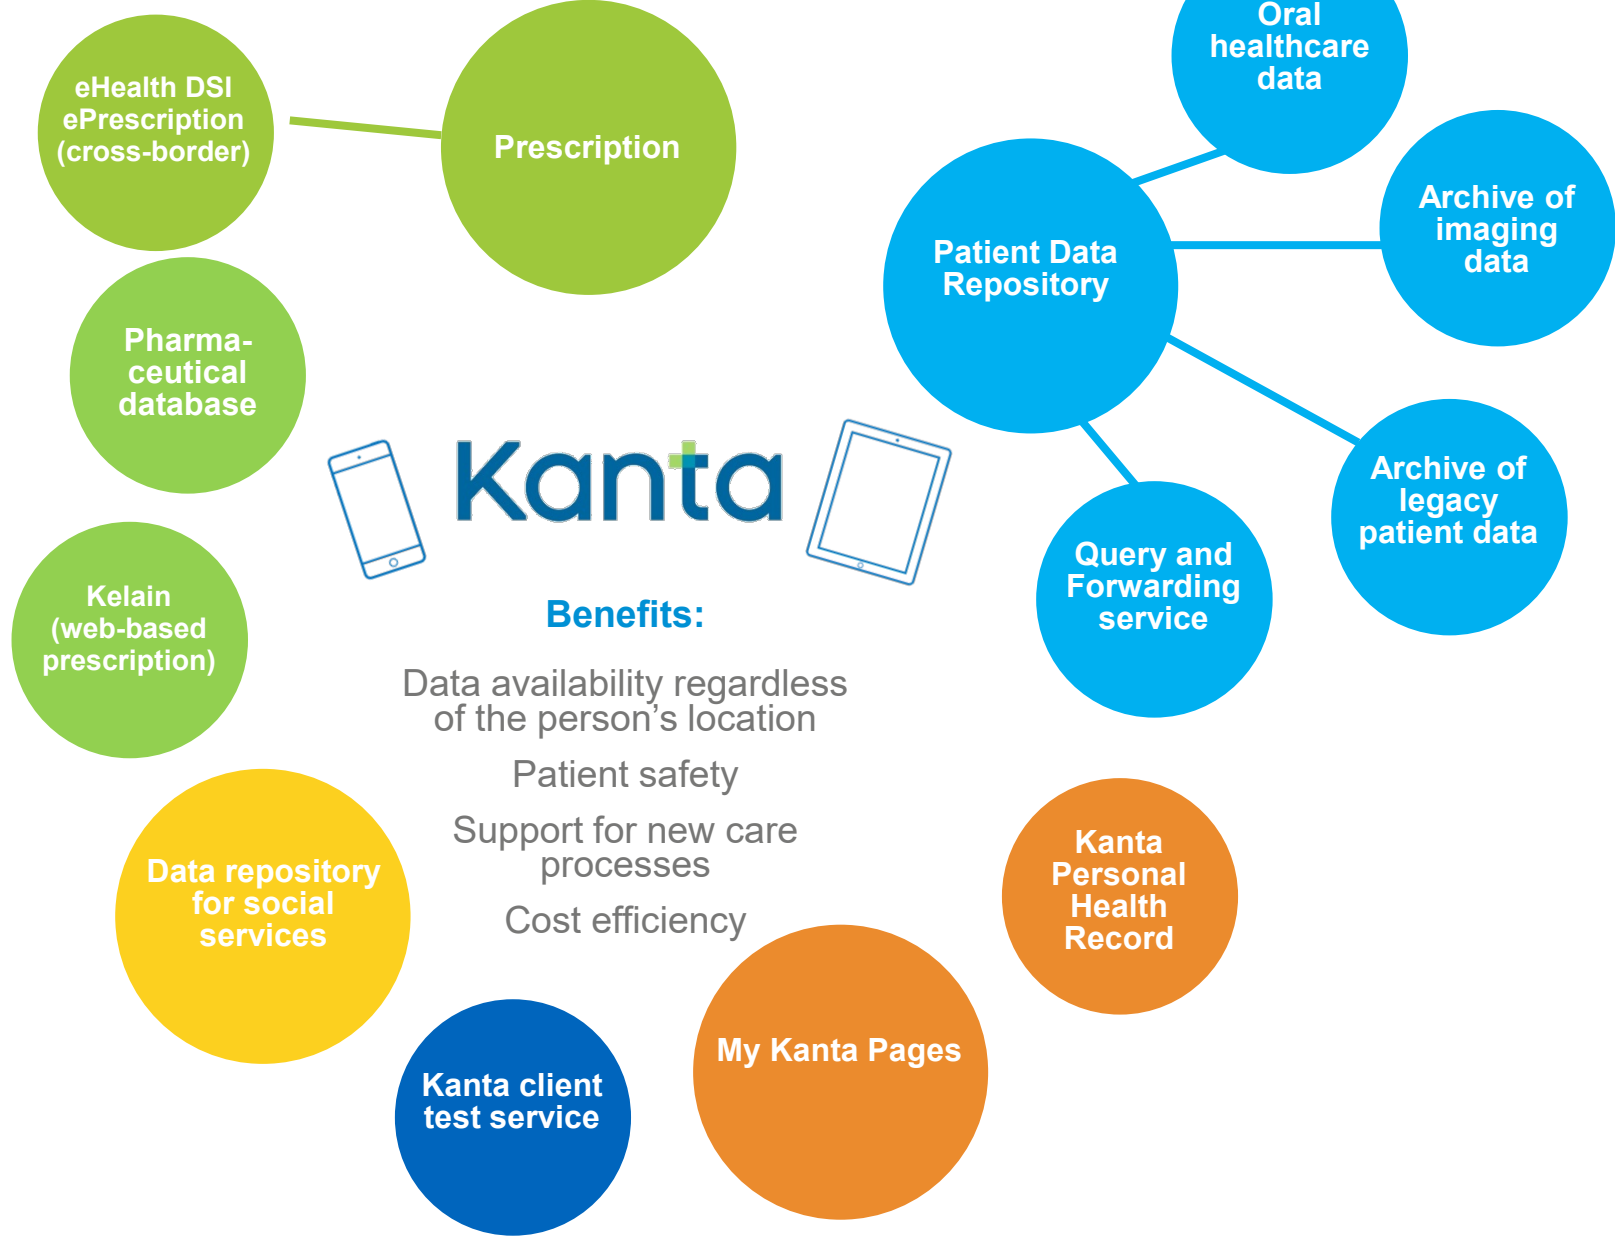 eHealth DSI
ePrescription
(cross-border)
Prescription
Oral
healthcare
data
Patient Data
Repository
Archive of
imaging
data
Pharma-
ceutical
database
Archive of
legacy
patient data
Kanta
Query and
Forwarding
service
Kelain
(web-based
prescription)
Benefits:
Data availability regardless
of the person’s location
Patient safety
Support for new care
processes
Cost efficiency
Data repository
for social
services
Kanta
Personal
Health
Record
My Kanta Pages
Kanta client
test service